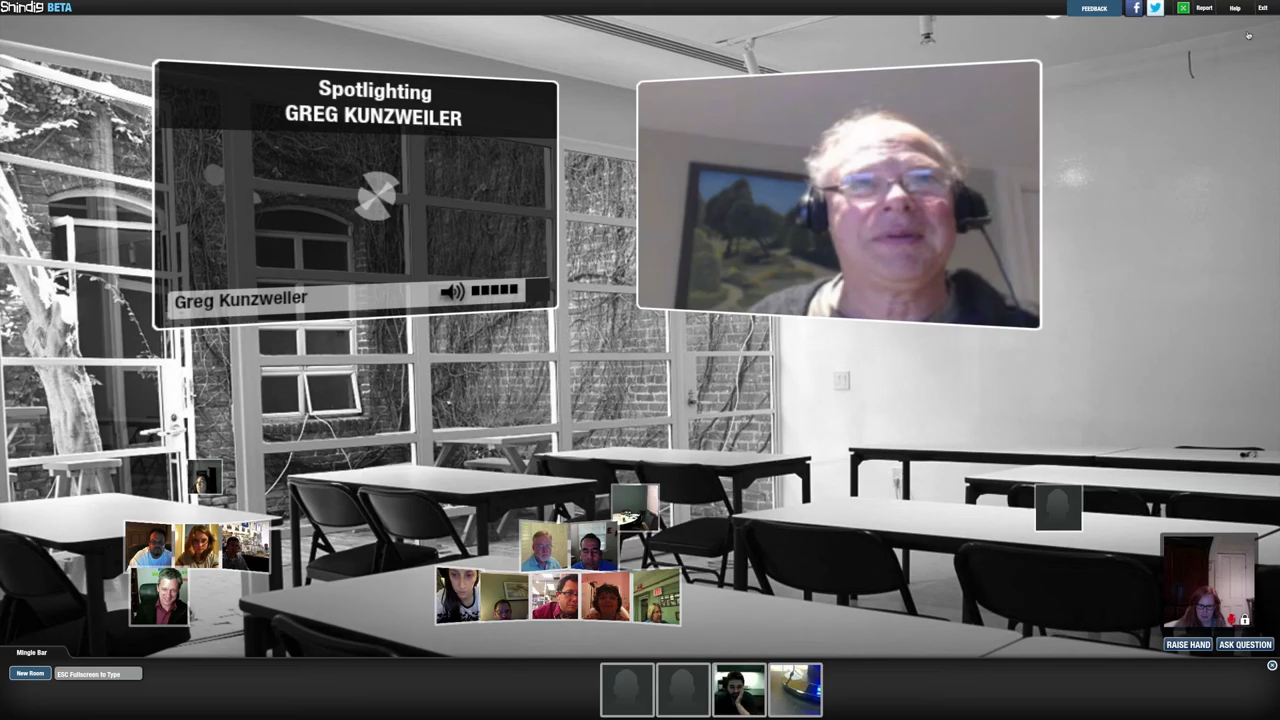 Shindig BETA
FEEDBACK
Report
Help
Exit
Spotlighting
GREG KUNZWEILER
Greg Kunzweiler
RAISE HAND
ASK QUESTION
Mingle Bar
New Room
ESC Fullscreen to Type